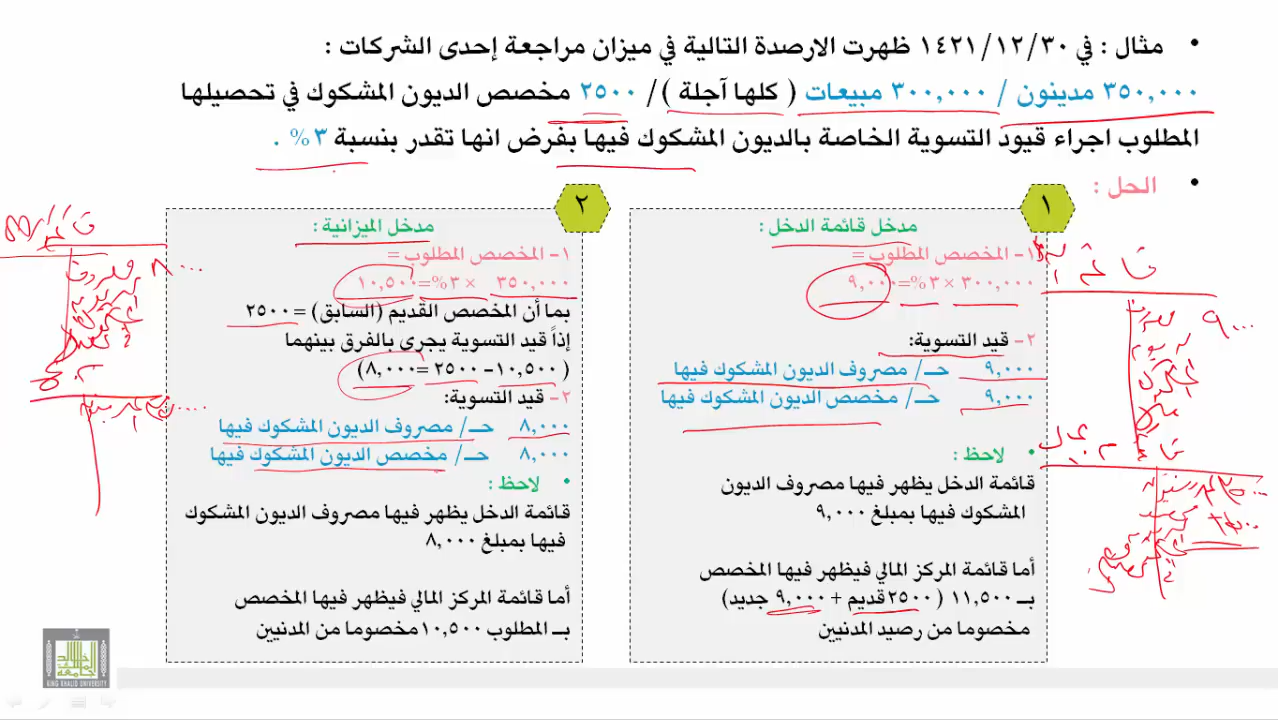 • مثال : في ١٤٢١/١٢/٣٠ ظهرت الارصدة التالية في ميزان مراجعة إحدى الشركات :
٣٥٠,٠٠٠ مدينون / ٣٠٠,٠٠٠ مبيعات ( كلها آجلة )/ ٢٥٠٠ مخصص الديون المشكوك في تحصيلها
المطلوب اجراء قيود التسوية الخاصة بالديون المشكوك فيها بفرض انها تقدر بنسبة ٣% .
• الحل :
١
مدخل قائمة الدخل :
١- المخصص المطلوب =
٣٠٠,٠٠٠ × ٣%= ٩,٠٠٠
٢- قيد التسوية:
٩,٠٠٠ حـ/ مصروف الديون المشكوك فيها
٩,٠٠٠ حـ/ مخصص الديون المشكوك فيها
• لاحظ :
قائمة الدخل يظهر فيها مصروف الديون
المشكوك فيها بمبلغ ٩,٠٠٠
أما قائمة المركز المالي فيظهر فيها المخصص
بـ ١١,٥٠٠ ( ٢٥٠٠ قديم + ٩,٠٠٠ جديد)
مخصوما من رصيد المدنيين
٢
مدخل الميزانية :
١- المخصص المطلوب =
٣٥٠,٠٠٠ × ٣%= ١٠,٥٠٠
بما أن المخصص القديم (السابق) = ٢٥٠٠
إذاً قيد التسوية يجرى بالفرق بينهما
( ١٠,٥٠٠ – ٢٥٠٠ = ٨,٠٠٠)
٢- قيد التسوية:
٨,٠٠٠ حـ/ مصروف الديون المشكوك فيها
٨,٠٠٠ حـ/ مخصص الديون المشكوك فيها
• لاحظ :
قائمة الدخل يظهر فيها مصروف الديون المشكوك
فيها بمبلغ ٨,٠٠٠
أما قائمة المركز المالي فيظهر فيها المخصص
بـ المطلوب ١٠,٥٠٠ مخصوما من المدنيين
KING KHALID UNIVERSITY